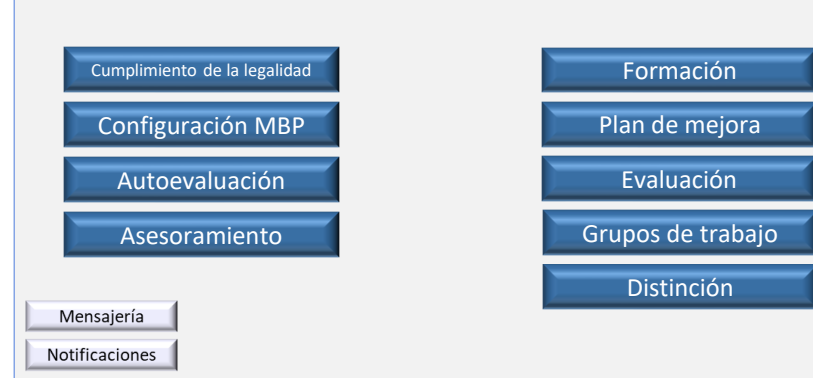 Cumplimiento de la legalidad
Configuración MBP
Autoevaluación
Asesoramiento
Formación
Plan de mejora
Evaluación
Grupos de trabajo
Distinción
Mensajería
Notificaciones